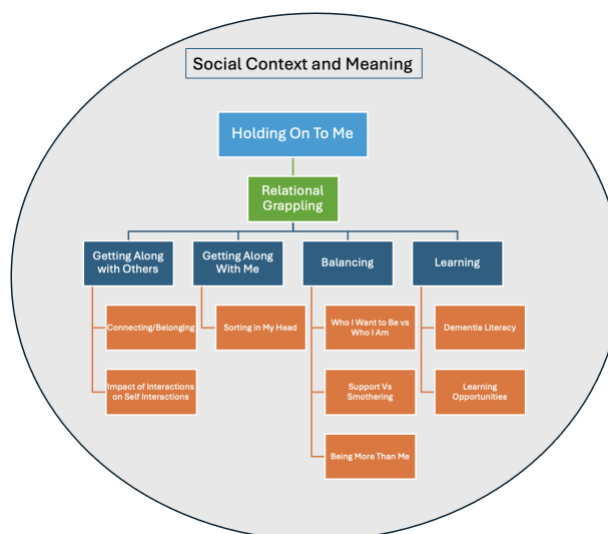 Social Context and Meaning
Holding On To Me
Relational
Grappling
Getting Along
with Others
Getting Along
With Me
Balancing
Learning
Connecting/Belonging
Sorting in My Head
Who I Want to Be vs
Who I Am
Dementia Literacy
Impact of Interactions
on Self Interactions
Support Vs
Smothering
Learning
Opportunities
Being More Than Me